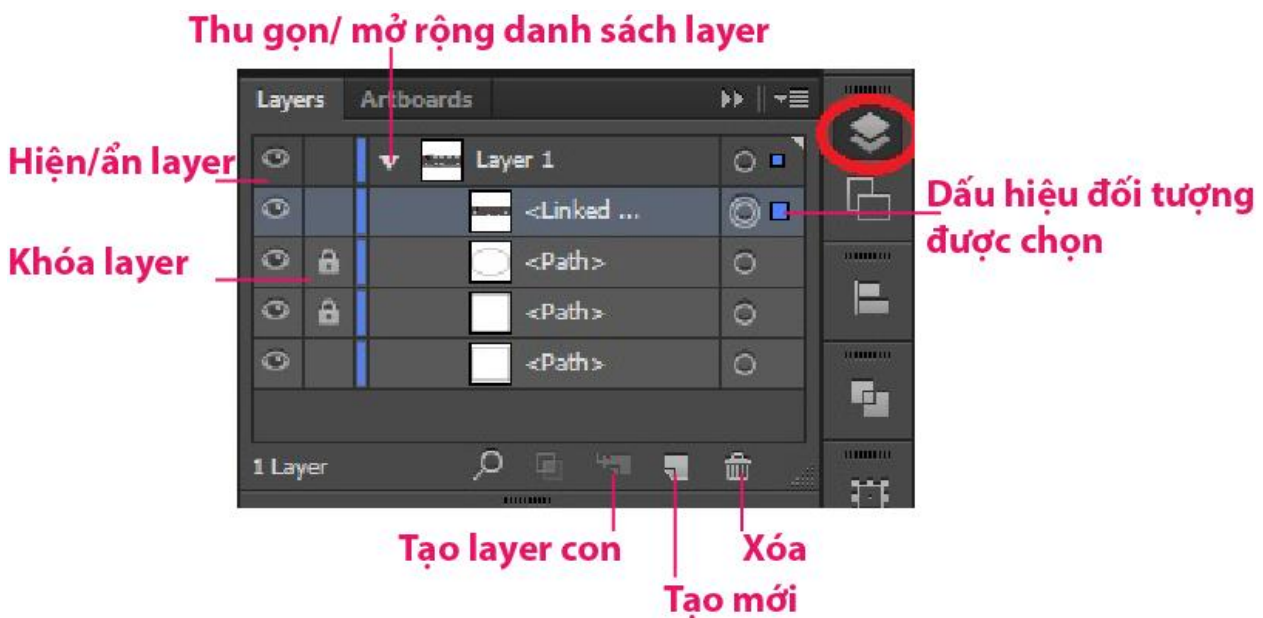 Thu gọn/ mở rộng danh sách layer
Layers Artboards
Hiện/ẩn layer
Layer 1
<Linked ...
Dấu hiệu đối tượng
được chọn
Khóa layer
<Path>
<Path>
<Path>
1 Layer
Tạo layer con
Xóa
Tạo mới